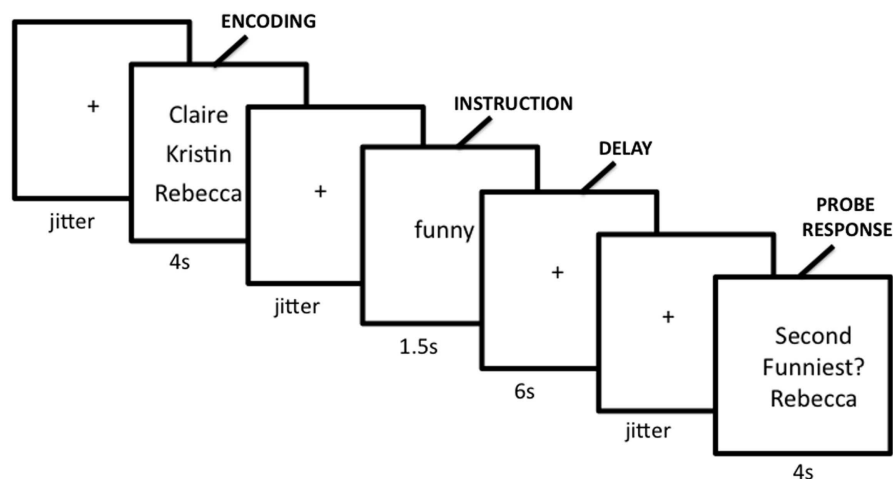 ENCODING
+
jitter
Claire
Kristin
Rebecca
4s
+
jitter
INSTRUCTION
funny
1.5s
DELAY
+
6s
+
jitter
PROBE
RESPONSE
Second
Funniest?
Rebecca
4s